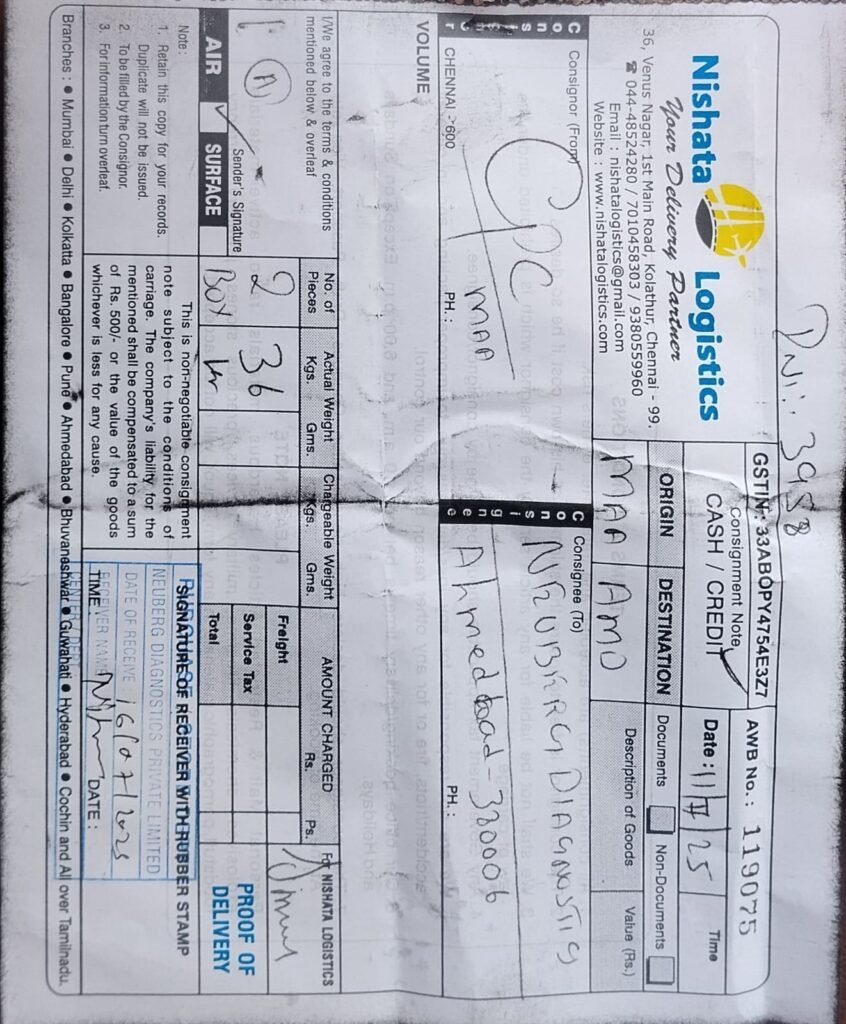 PNI:: 3958
Nishata Logistics
Your Delivery Partner
36, Venus Nagar, 1st Main Road, Kolathur, Chennai - 99.
☎ 044-48524280 / 7010458303 / 9380559960
Email : nishatalogistics@gmail.com
Website : www.nishatalogistics.com
GSTIN : 33ABOPY4754E3Z7
Consignment Note
CASH / CREDIT ✓
AWB No. : 119075
Date : 11/II/25
Time
ORIGIN
DESTINATION
MAA
AMD
Documents
Non-Documents
Description of Goods
Value (Rs.)
Consignor
Consignor (From)
CPC
MAA
CHENNAI >600
PH. :
Consignee
Consignee (To)
NEUBERG DIAGNOSTIG
Ahmedbad - 380006
PH. :
VOLUME
I/We agree to the terms & conditions
mentioned below & overleaf
Sender's Signature
AIR
✓
SURFACE
No. of Pieces
Actual Weight
Kgs. Gms.
Chargeable Weight
Kgs. Gms.
AMOUNT CHARGED
Rs. Ps.
2
Box
36
Freight
Service Tax
Total
For NISHATA LOGISTICS
PROOF OF
DELIVERY
Note :
1. Retain this copy for your records.
Duplicate will not be issued.
2. To be filled by the Consignor.
3. For information turn overleaf.
This is non-negotiable consignment
note subject to the conditions of
carriage. The company's liability for the
mentioned shall be compensated to a sum
of Rs. 500/- or the value of the goods
whichever is less for any cause.
SIGNATURE OF RECEIVER WITH RUBBER STAMP
NEUBERG DIAGNOSTICS PRIVATE LIMITED
DATE OF RECEIVE 16/07/2025
RECEIVER NAME
TIME :
DATE :
Branches : ● Mumbai ● Delhi ● Kolkatta ● Bangalore ● Pune ● Ahmedabad ● Bhuvaneshwar ● Guwahati ● Hyderabad ● Cochin and All over Tamilnadu.